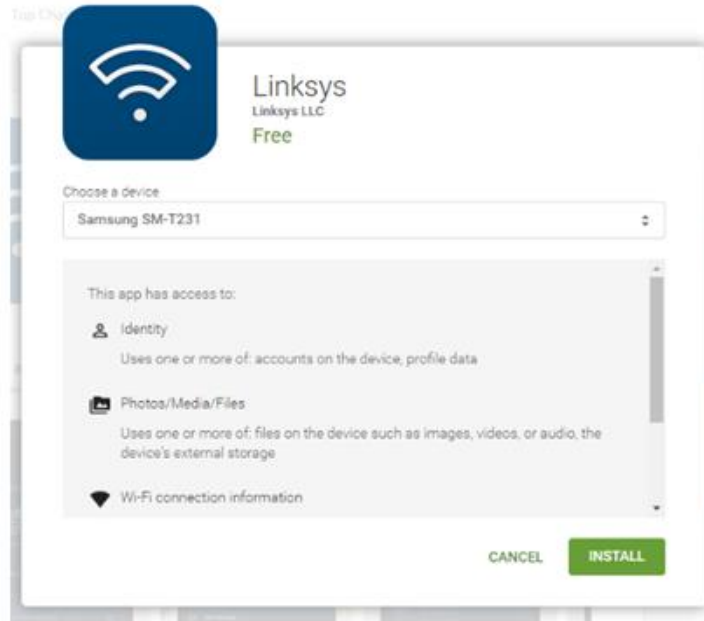 Linksys
Linksys LLC
Free
Choose a device
Samsung SM-T231
This app has access to:
Identity
Uses one or more of: accounts on the device, profile data
Photos/Media/Files
Uses one or more of: files on the device such as images, videos, or audio, the
device's external storage
Wi-Fi connection information
CANCEL
INSTALL